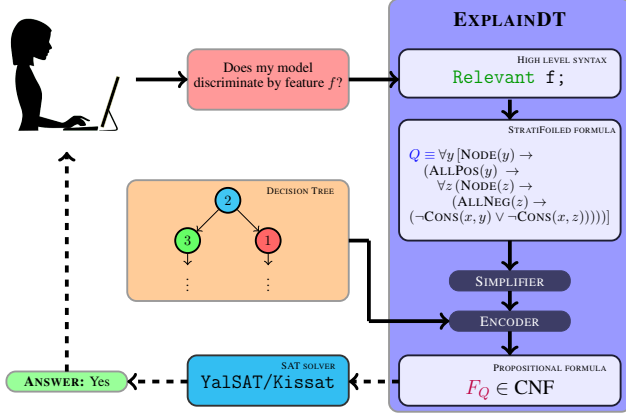 EXPLAINDT
Does my model
discriminate by feature f?
HIGH LEVEL SYNTAX
Relevant f;
STRATIFOILED FORMULA
Q ≡ ∀y [NODE(y) →
(ALLPOS(y) →
∀z (NODE(z) →
(ALLNEG(z) →
(¬CONS(x, y) ∨ ¬CONS(x, z)))))]
DECISION TREE
2
3
1
⋮
⋮
SIMPLIFIER
ENCODER
PROPOSITIONAL FORMULA
F_Q ∈ CNF
SAT SOLVER
YalSAT/Kissat
ANSWER: Yes